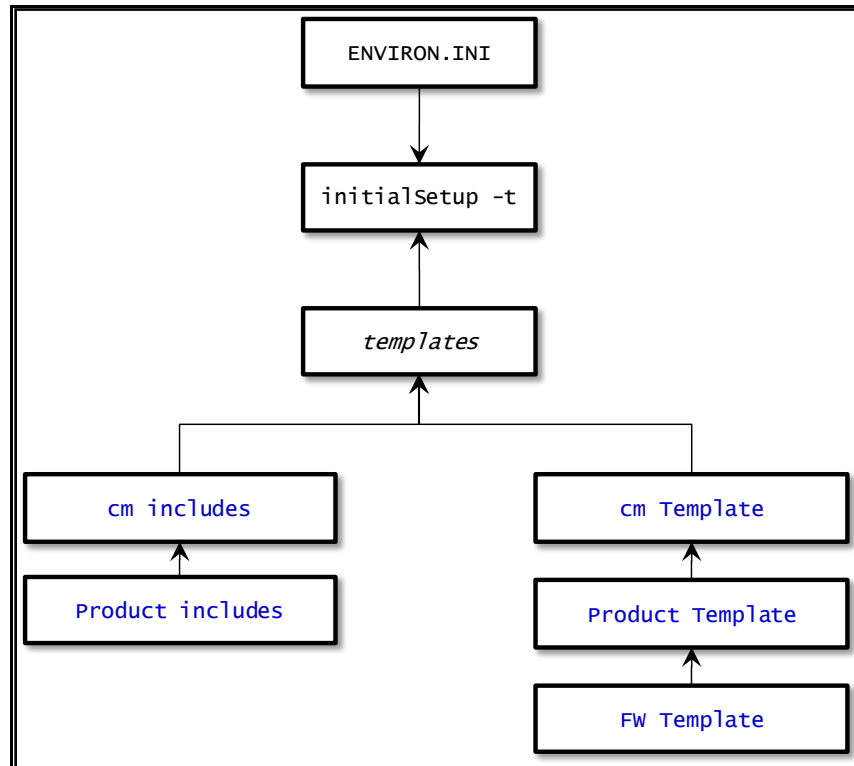 ENVIRON.INI
initialSetup -t
templates
cm includes
cm Template
Product includes
Product Template
FW Template